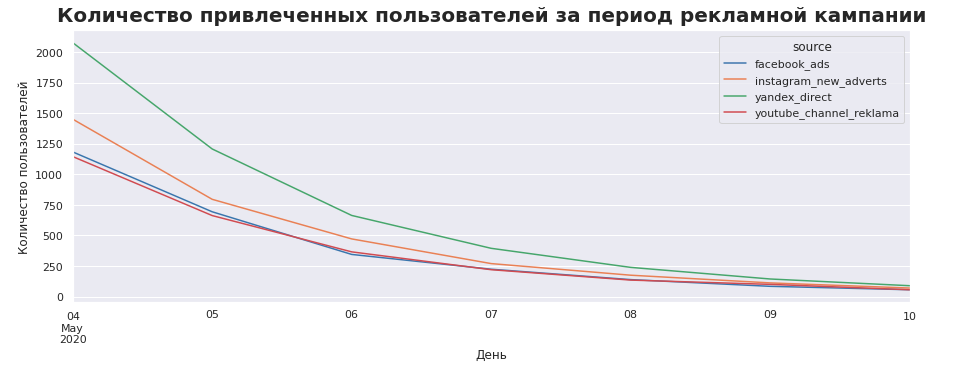 Количество привлеченных пользователей за период рекламной кампании
Количество пользователей
2000
1750
1500
1250
1000
750
500
250
0
source
facebook_ads
instagram_new_adverts
yandex_direct
youtube_channel_reklama
04
May
2020
05
06
07
08
09
10
День